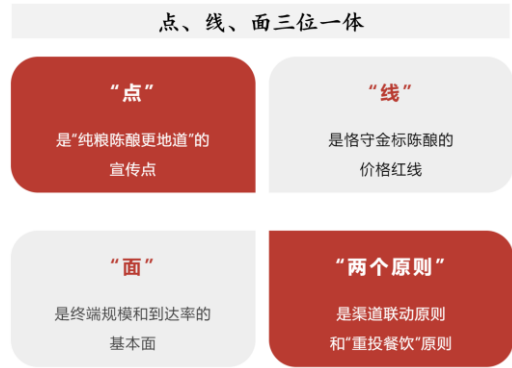 点、线、面三位一体
“点”
是“纯粮陈酿更地道”的
宣传点
“线”
是恪守金标陈酿的
价格红线
“面”
是终端规模和到达率的
基本面
“两个原则”
是渠道联动原则
和“重投餐饮”原则